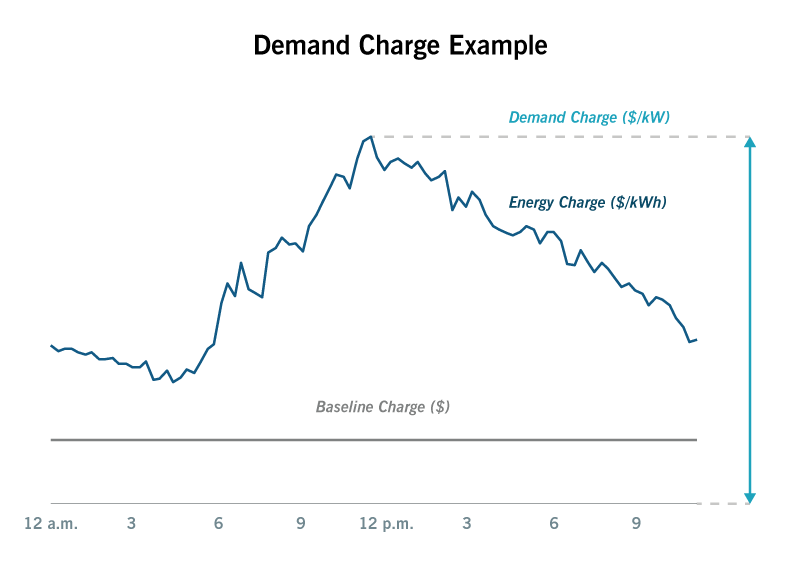 Demand Charge Example
Demand Charge ($/kW)
Energy Charge ($/kWh)
Baseline Charge ($)
12 a.m. 3 6 9 12 p.m. 3 6 9